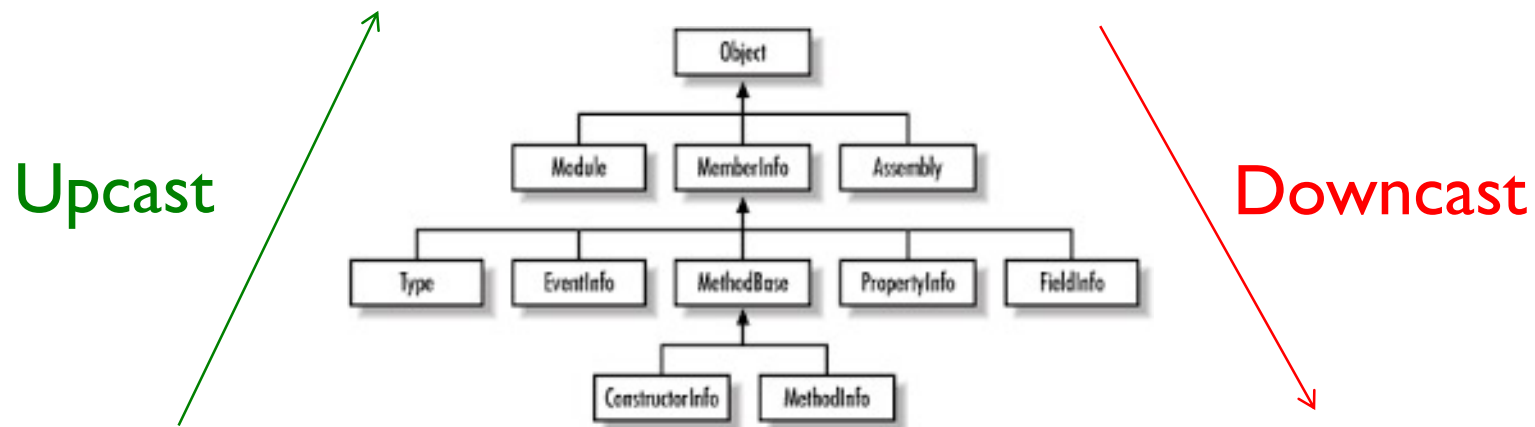 Object
Upcast
Module MemberInfo Assembly
Downcast
Type EventInfo MethodBase PropertyInfo FieldInfo
ConstructorInfo MethodInfo